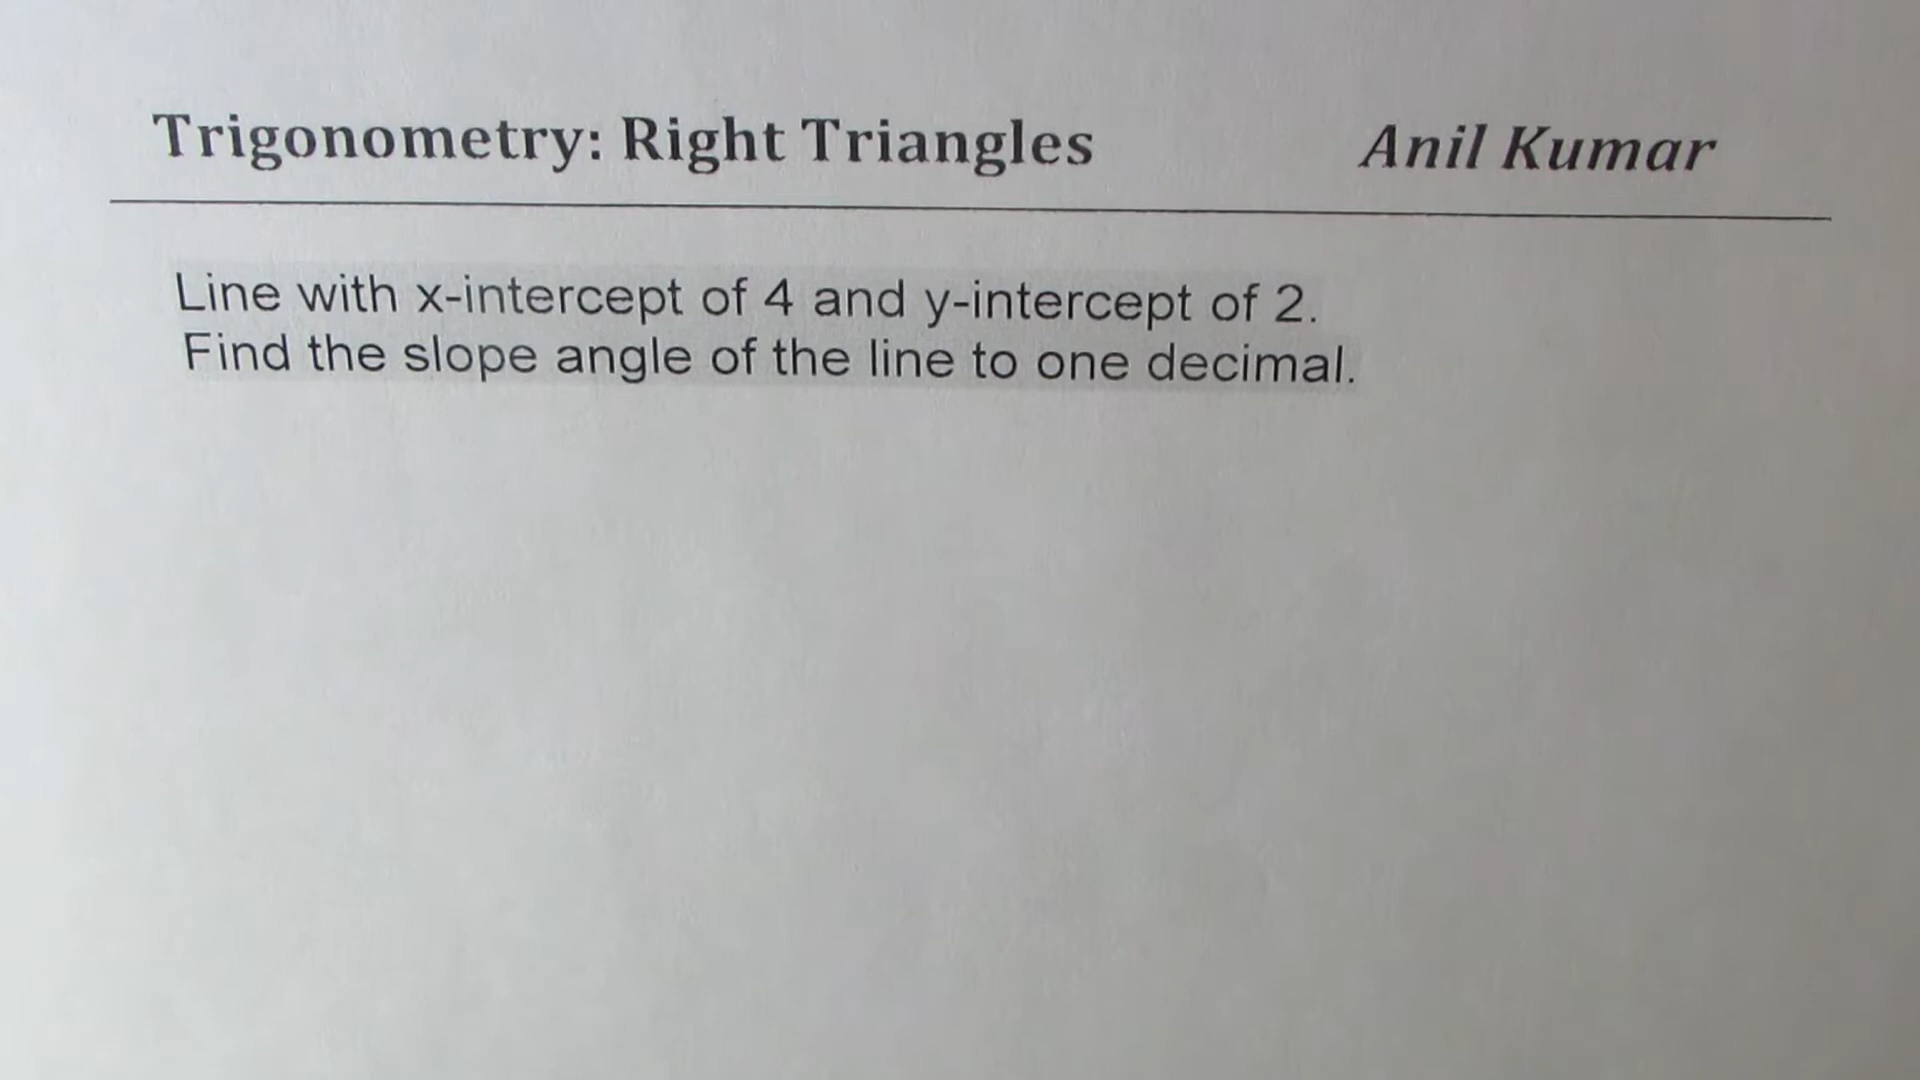 Trigonometry: Right Triangles Anil Kumar
Line with x-intercept of 4 and y-intercept of 2.
Find the slope angle of the line to one decimal.